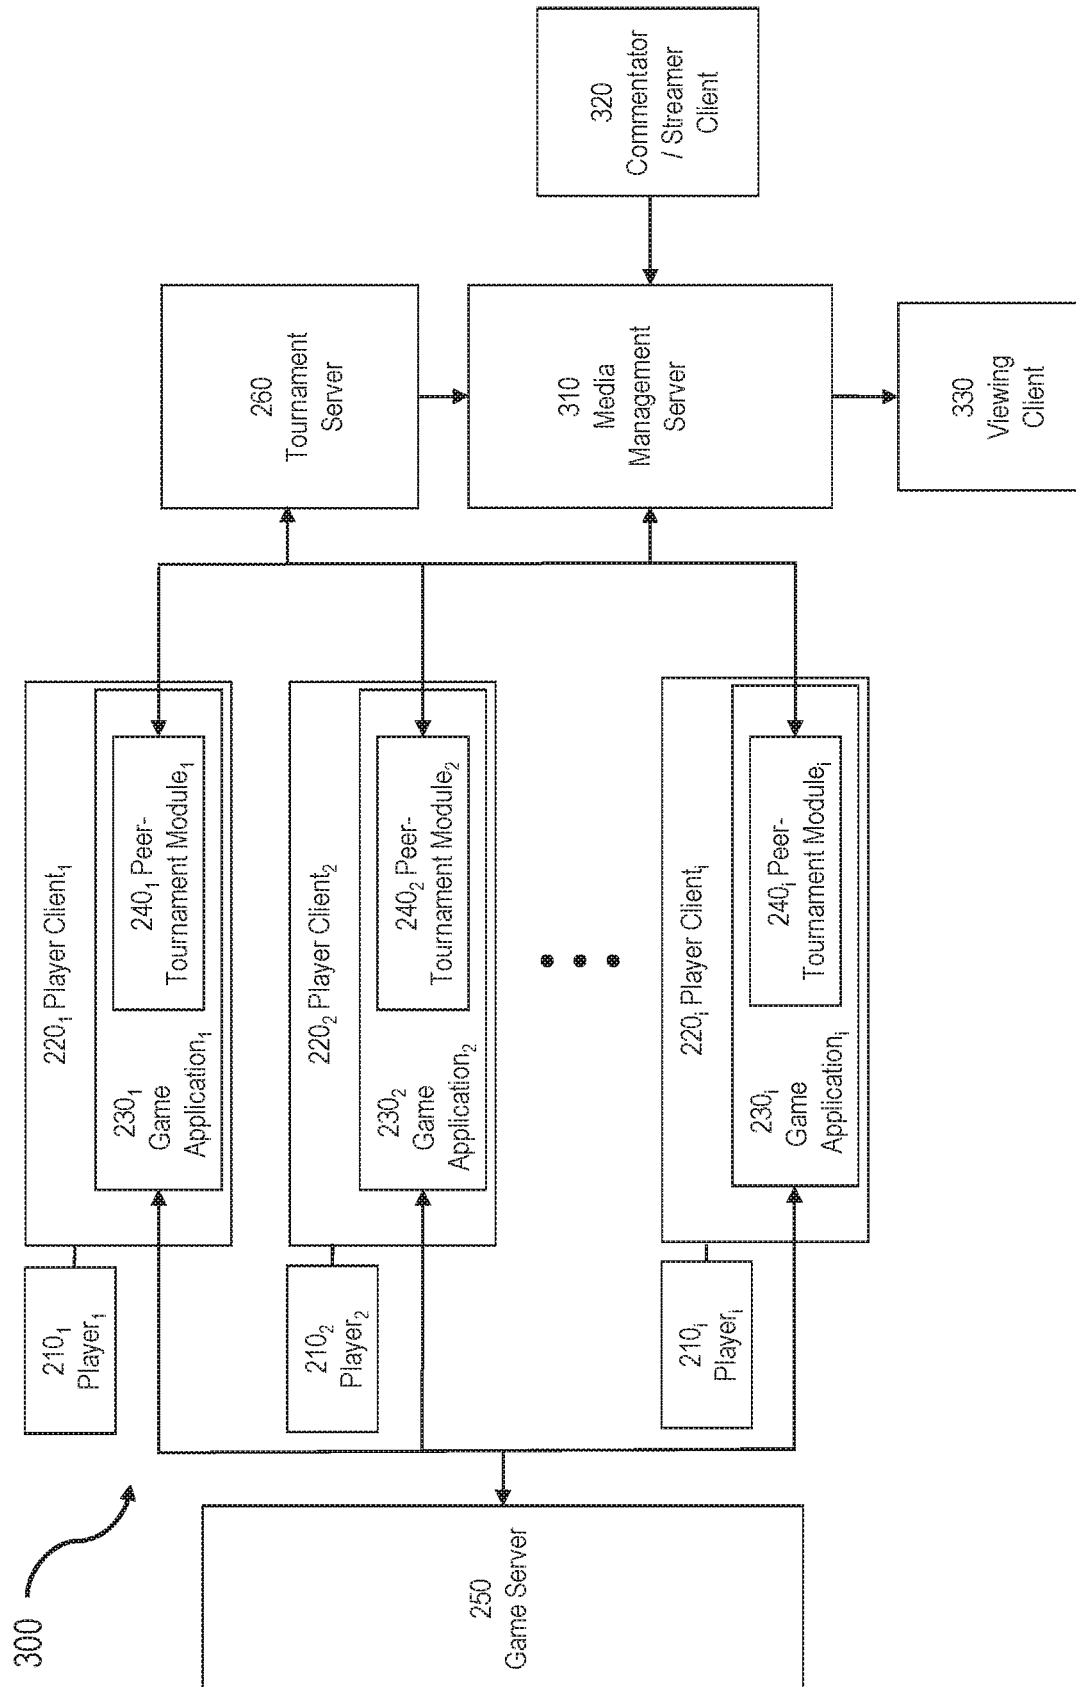 300
210₁
Player₁
220₁ Player Client₁
230₁
Game
Application₁
240₁ Peer-
Tournament Module₁
210₂
Player₂
220₂ Player Client₂
230₂
Game
Application₂
240₂ Peer-
Tournament Module₂
210ᵢ
Playerᵢ
220ᵢ Player Clientᵢ
230ᵢ
Game
Applicationᵢ
240ᵢ Peer-
Tournament Moduleᵢ
250
Game Server
260
Tournament
Server
310
Media
Management
Server
320
Commentator
/ Streamer
Client
330
Viewing
Client